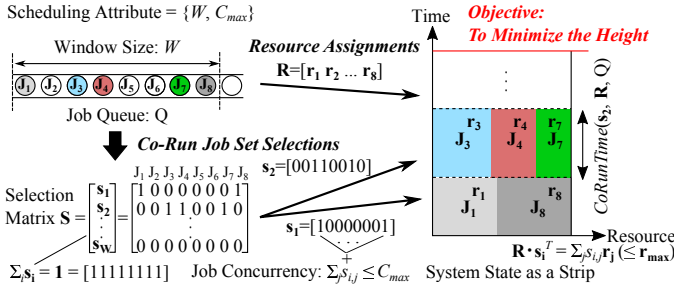 Scheduling Attribute = {W, C_max}
Window Size: W
J₁ J₂ J₃ J₄ J₅ J₆ J₇ J₈
Job Queue: Q
Resource Assignments
R=[r₁ r₂ ... r₈]
Co-Run Job Set Selections
J₁ J₂ J₃ J₄ J₅ J₆ J₇ J₈
Selection
Matrix S = [s₁ s₂ ⋮ s_W] =
1 0 0 0 0 0 0 1
0 0 1 1 0 0 1 0
⋮
0 0 0 0 0 0 0 0
s₂=[00110010]
s₁=[10000001]
...
+
Σᵢsᵢ = 1 = [11111111]
Job Concurrency: Σⱼsᵢ,ⱼ ≤ C_max
Time
Objective:
To Minimize the Height
⋮
r₃ r₄ r₇
J₃ J₄ J₇
r₁ r₈
J₁ J₈
CoRunTime(s₂, R, Q)
Resource
R·sᵢᵀ = Σⱼsᵢ,ⱼrⱼ (≤ r_max)
System State as a Strip